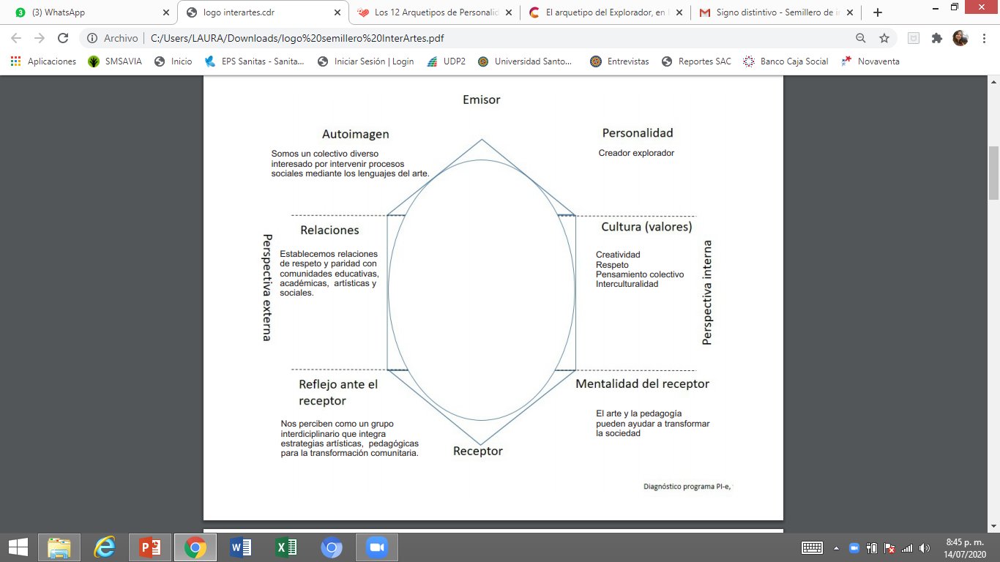 (3) WhatsApp
logo interartes.cdr
Los 12 Arquetipos de Personalid
El arquetipo del Explorador, en
Signo distintivo - Semillero de i
Archivo
C:/Users/LAURA/Downloads/logo%20semillero%20InterArtes.pdf
Aplicaciones
SMSAVIA
Inicio
EPS Sanitas - Sanita...
Iniciar Sesión | Login
UDP2
Universidad Santo...
Entrevistas
Reportes SAC
Banco Caja Social
Novaventa
Emisor
Autoimagen
Somos un colectivo diverso
interesado por intervenir procesos
sociales mediante los lenguajes del arte.
Personalidad
Creador explorador
Perspectiva externa
Relaciones
Establecemos relaciones
de respeto y paridad con
comunidades educativas,
académicas, artísticas y
sociales.
Cultura (valores)
Creatividad
Respeto
Pensamiento colectivo
Interculturalidad
Perspectiva interna
Reflejo ante el
receptor
Nos perciben como un grupo
interdiciplinario que integra
estrategias artísticas, pedagógicas
para la transformación comunitaria.
Mentalidad del receptor
El arte y la pedagogía
pueden ayudar a transformar
la sociedad
Receptor
Diagnóstico programa PI-e,
8:45 p. m.
14/07/2020